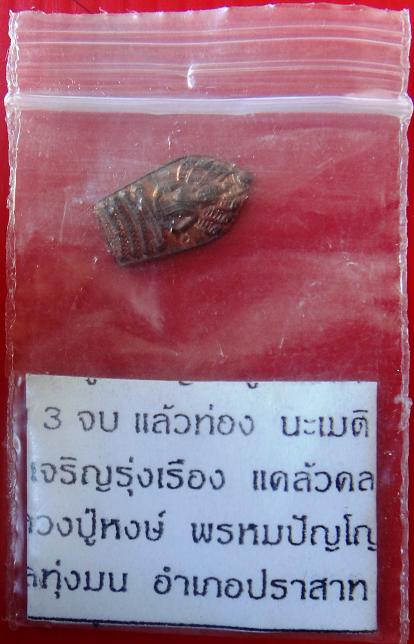 3 จบ แล้วท่อง นะเมติ
เจริญรุ่งเรือง แคล้วคล
วงปู่หงษ์ พรหมปัญโญ
ทุ่งมน อำเภอปราสาท